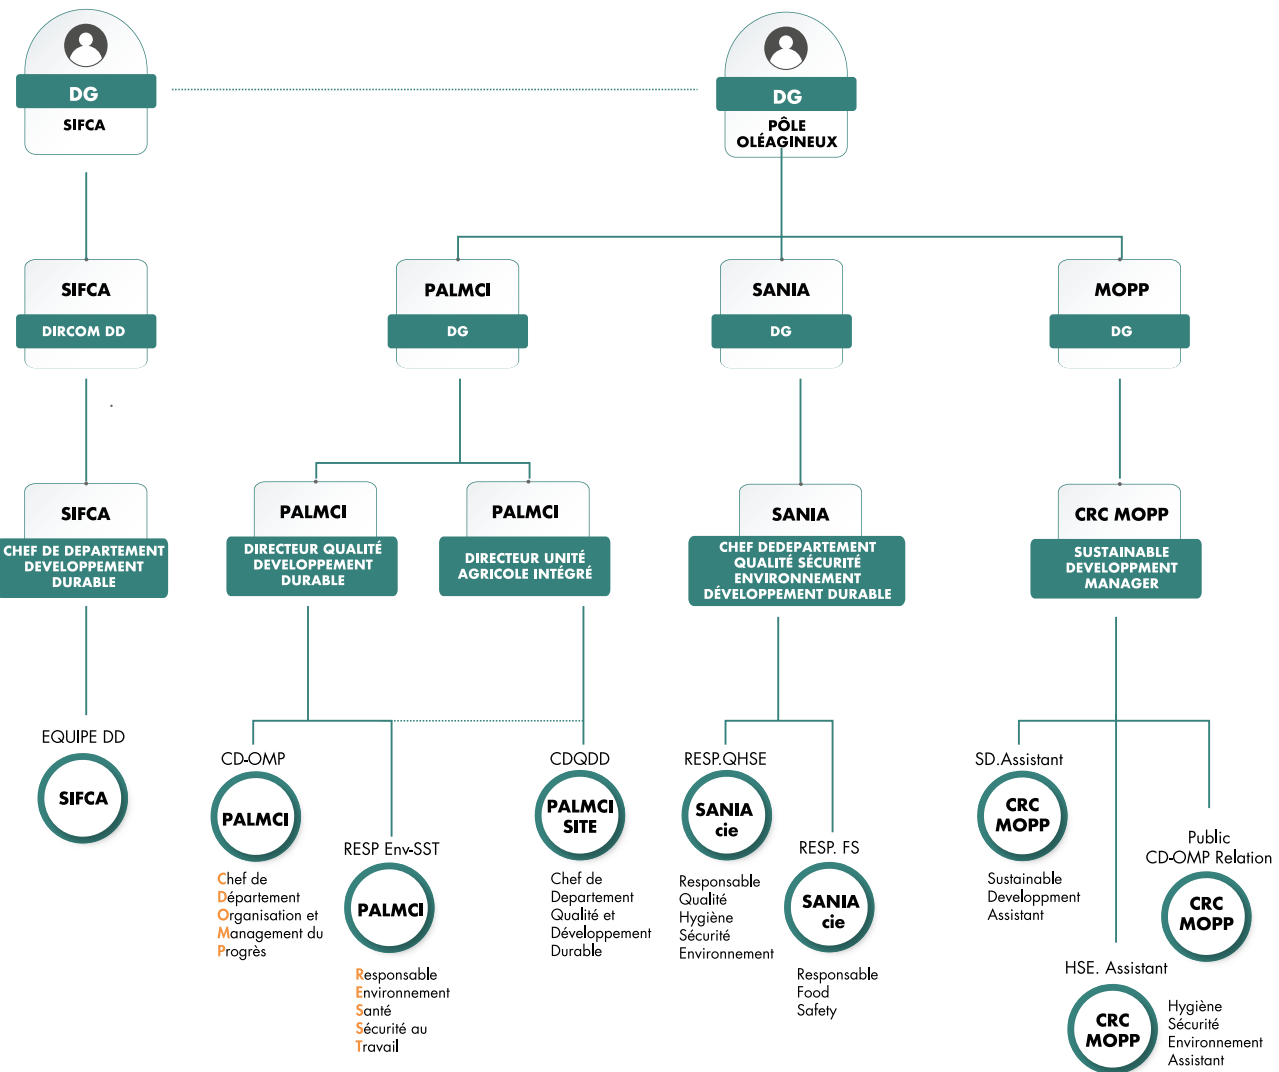 DG
SIFCA
DG
PÔLE
OLÉAGINEUX
SIFCA
DIRCOM DD
PALMCI
DG
SANIA
DG
MOPP
DG
SIFCA
CHEF DE DEPARTEMENT
DEVELOPPEMENT
DURABLE
PALMCI
DIRECTEUR QUALITÉ
DEVELOPPEMENT
DURABLE
PALMCI
DIRECTEUR UNITÉ
AGRICOLE INTÉGRÉ
SANIA
CHEF DEDEPARTEMENT
QUALITÉ SÉCURITÉ
ENVIRONNEMENT
DÉVELOPPEMENT DURABLE
CRC MOPP
SUSTAINABLE
DEVELOPPMENT
MANAGER
EQUIPE DD
SIFCA
CD-OMP
PALMCI
Chef de
Département
Organisation et
Management du
Progrès
RESP Env-SST
PALMCI
Responsable
Environnement
Santé
Sécurité au
Travail
CDQDD
PALMCI
SITE
Chef de
Departement
Qualité et
Développement
Durable
RESP.QHSE
SANIA
cie
Responsable
Qualité
Hygiène
Sécurité
Environnement
RESP. FS
SANIA
cie
Responsable
Food
Safety
SD.Assistant
CRC
MOPP
Sustainable
Developpment
Assistant
HSE. Assistant
CRC
MOPP
Hygiène
Sécurité
Environnement
Assistant
Public
CD-OMP Relation
CRC
MOPP